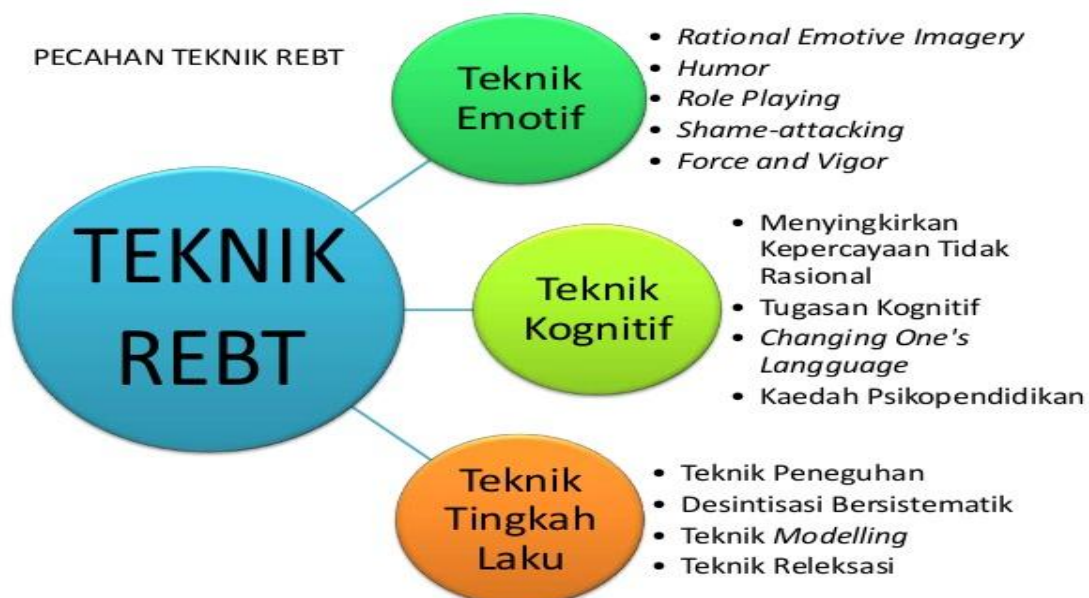 PECAHAN TEKNIK REBT
TEKNIK
REBT
Teknik
Emotif
• Rational Emotive Imagery
• Humor
• Role Playing
• Shame-attacking
• Force and Vigor
Teknik
Kognitif
• Menyingkirkan
Kepercayaan Tidak
Rasional
• Tugasan Kognitif
• Changing One's
Langguage
• Kaedah Psikopendidikan
Teknik
Tingkah
Laku
• Teknik Peneguhan
• Desintisasi Bersistematik
• Teknik Modelling
• Teknik Releksasi